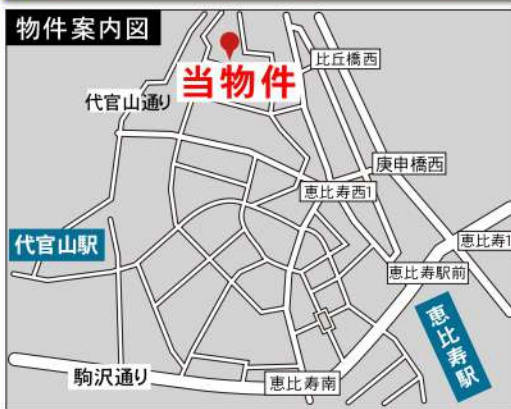 物件案内図
比丘橋西
当物件
代官山通り
庚申橋西
恵比寿西1
代官山駅
恵比寿1
恵比寿駅前
恵比寿駅
駒沢通り
恵比寿南